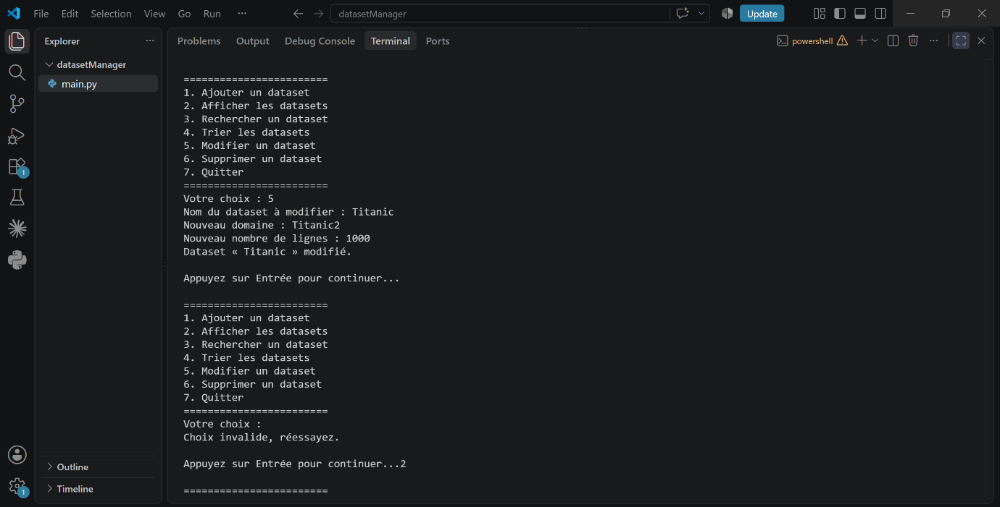 File Edit Selection View Go Run ···
datasetManager
Update
Explorer ···
datasetManager
main.py
Outline
Timeline
1
1
Problems Output Debug Console Terminal Ports
powershell
========================
1. Ajouter un dataset
2. Afficher les datasets
3. Rechercher un dataset
4. Trier les datasets
5. Modifier un dataset
6. Supprimer un dataset
7. Quitter
========================
Votre choix : 5
Nom du dataset à modifier : Titanic
Nouveau domaine : Titanic2
Nouveau nombre de lignes : 1000
Dataset « Titanic » modifié.
Appuyez sur Entrée pour continuer...
========================
1. Ajouter un dataset
2. Afficher les datasets
3. Rechercher un dataset
4. Trier les datasets
5. Modifier un dataset
6. Supprimer un dataset
7. Quitter
========================
Votre choix :
Choix invalide, réessayez.
Appuyez sur Entrée pour continuer...2
========================